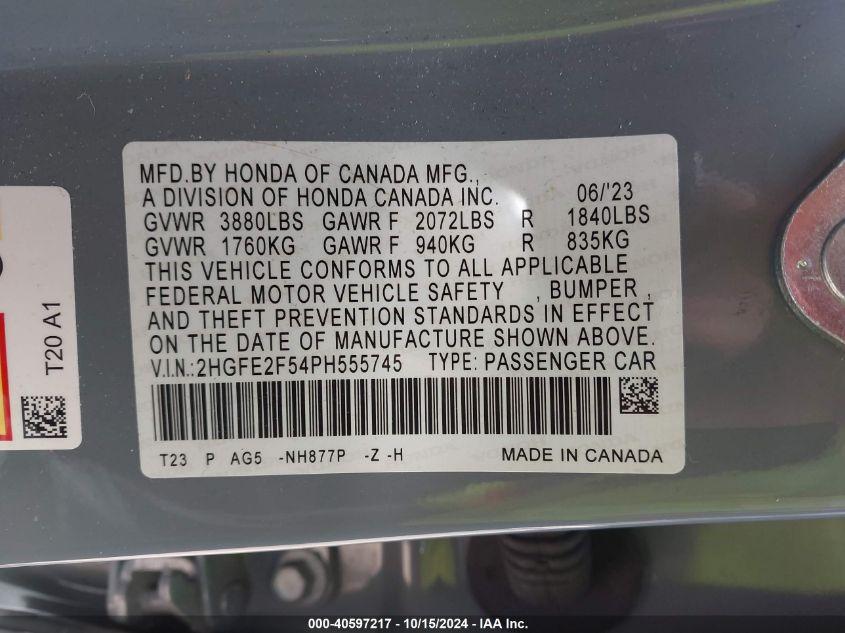 MFD.BY HONDA OF CANADA MFG.,
A DIVISION OF HONDA CANADA INC. 06/'23
GVWR 3880LBS GAWR F 2072LBS R 1840LBS
GVWR 1760KG GAWR F 940KG R 835KG
THIS VEHICLE CONFORMS TO ALL APPLICABLE
FEDERAL MOTOR VEHICLE SAFETY , BUMPER ,
AND THEFT PREVENTION STANDARDS IN EFFECT
ON THE DATE OF MANUFACTURE SHOWN ABOVE.
V.I.N.:2HGFE2F54PH555745 TYPE: PASSENGER CAR
T23 P AG5 -NH877P -Z -H MADE IN CANADA
T20 A1
000-40597217 - 10/15/2024 - IAA Inc.